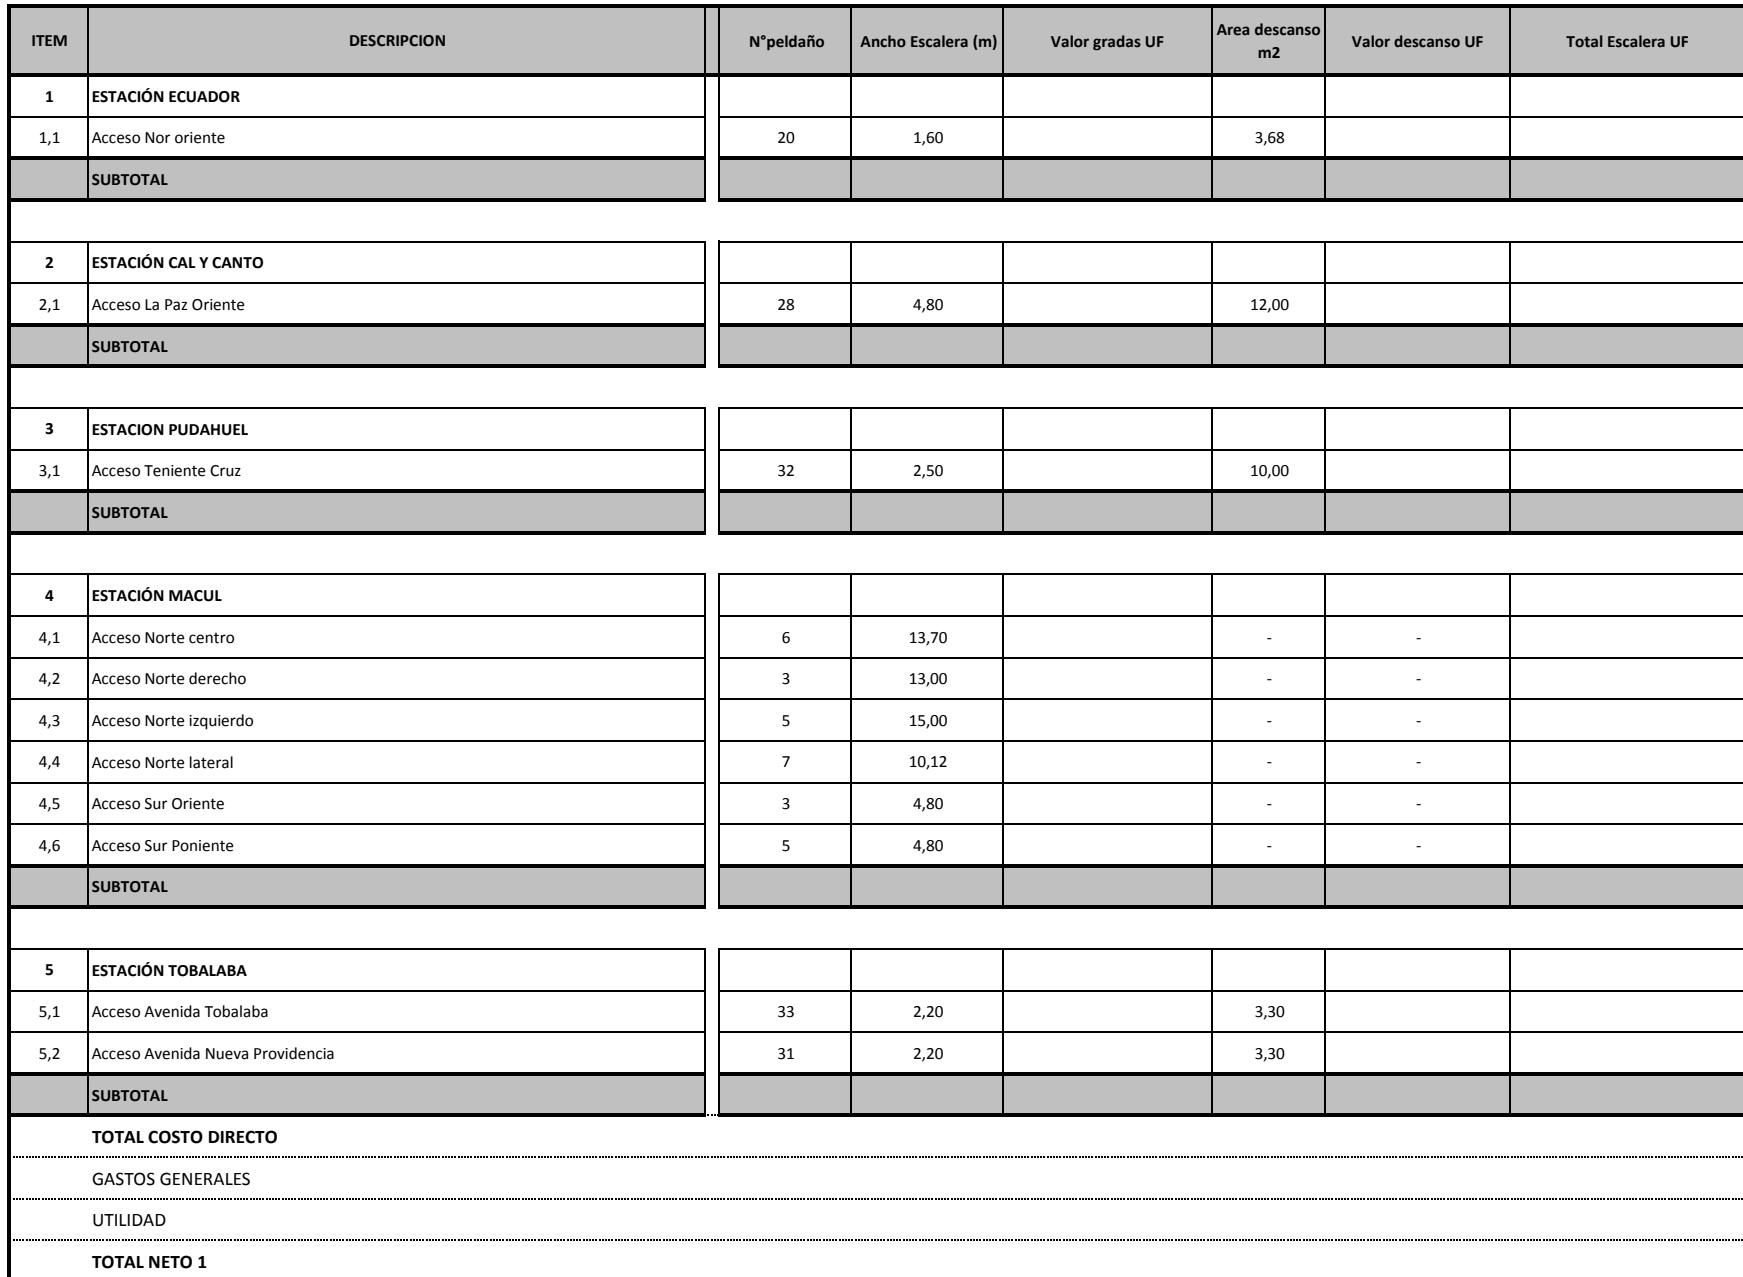 ITEM DESCRIPCION N°peldaño Ancho Escalera (m) Valor gradas UF Area descanso m2 Valor descanso UF Total Escalera UF
1 ESTACIÓN ECUADOR
1,1 Acceso Nor oriente 20 1,60 3,68
SUBTOTAL
2 ESTACIÓN CAL Y CANTO
2,1 Acceso La Paz Oriente 28 4,80 12,00
SUBTOTAL
3 ESTACION PUDAHUEL
3,1 Acceso Teniente Cruz 32 2,50 10,00
SUBTOTAL
4 ESTACIÓN MACUL
4,1 Acceso Norte centro 6 13,70 - -
4,2 Acceso Norte derecho 3 13,00 - -
4,3 Acceso Norte izquierdo 5 15,00 - -
4,4 Acceso Norte lateral 7 10,12 - -
4,5 Acceso Sur Oriente 3 4,80 - -
4,6 Acceso Sur Poniente 5 4,80 - -
SUBTOTAL
5 ESTACIÓN TOBALABA
5,1 Acceso Avenida Tobalaba 33 2,20 3,30
5,2 Acceso Avenida Nueva Providencia 31 2,20 3,30
SUBTOTAL
TOTAL COSTO DIRECTO
GASTOS GENERALES
UTILIDAD
TOTAL NETO 1